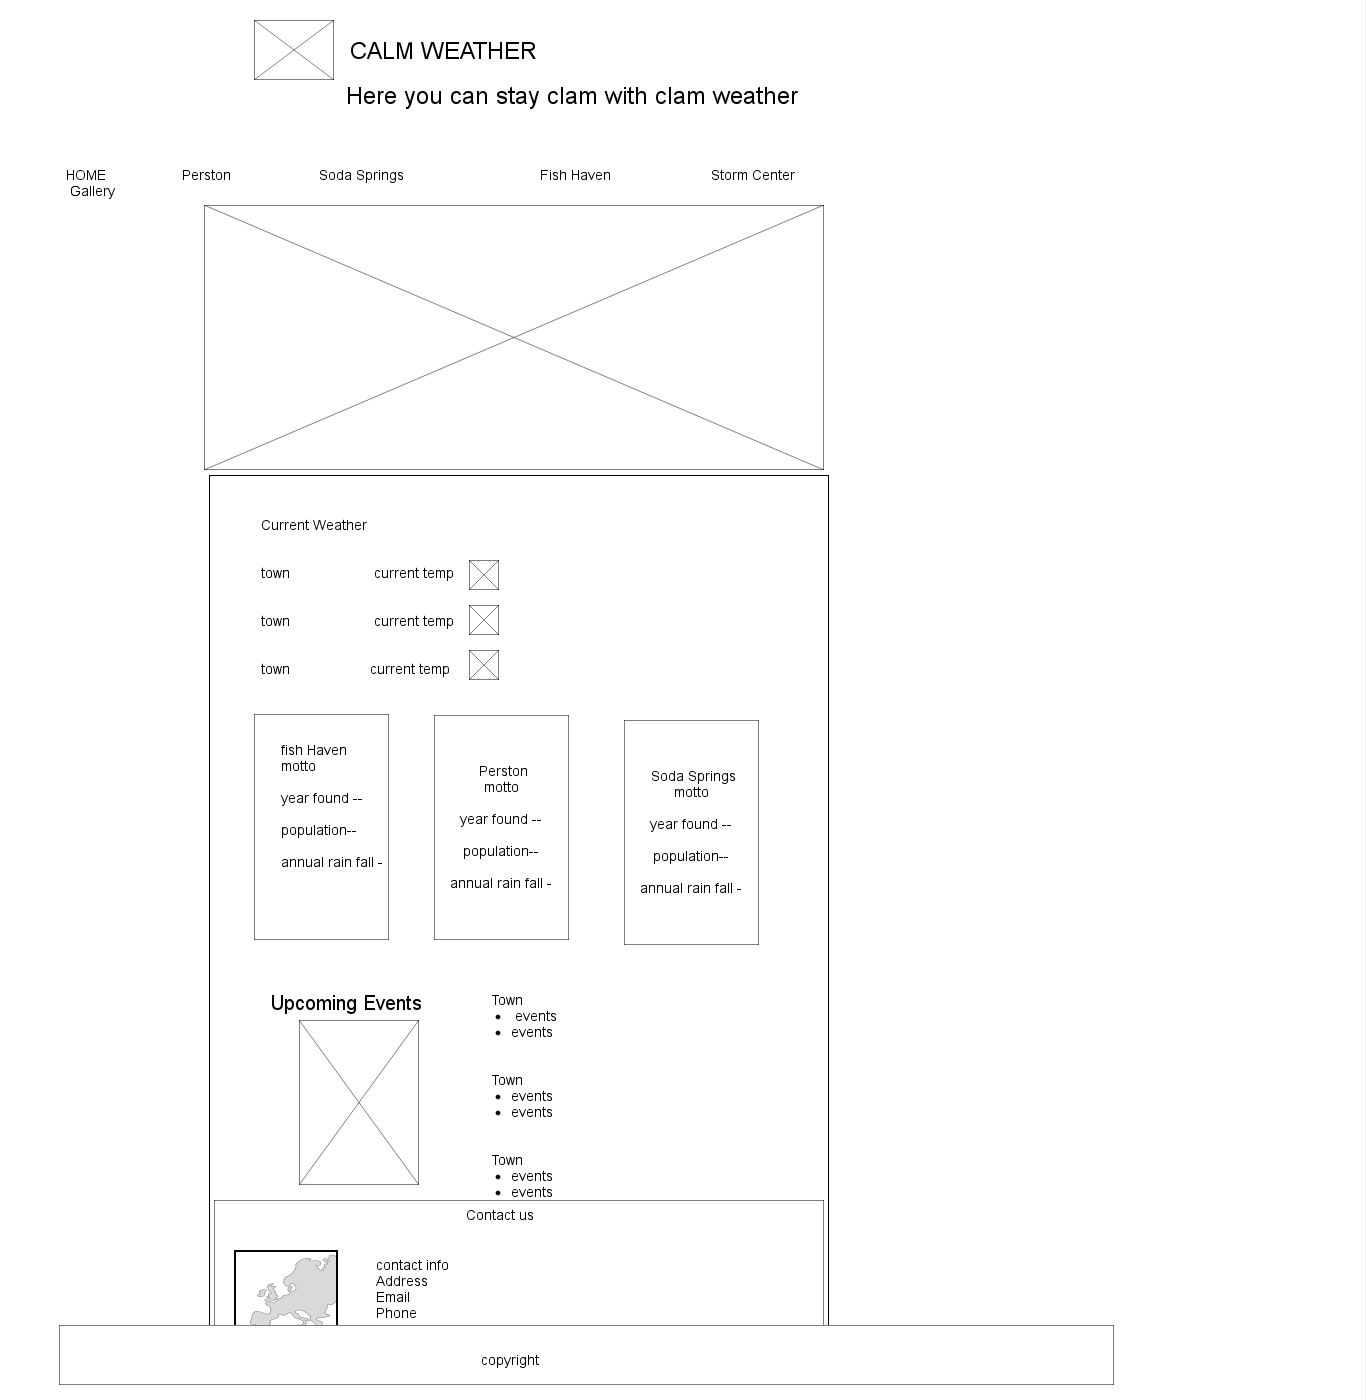 CALM WEATHER
Here you can stay clam with clam weather
HOME Perston Soda Springs Fish Haven Storm Center
Gallery
Current Weather
town current temp
town current temp
town current temp
fish Haven
motto
year found --
population--
annual rain fall -
Perston
motto
year found --
population--
annual rain fall -
Soda Springs
motto
year found --
population--
annual rain fall -
Upcoming Events
Town
• events
• events
Town
• events
• events
Town
• events
• events
Contact us
contact info
Address
Email
Phone
copyright